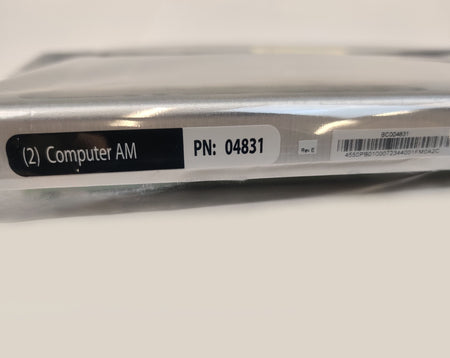 (2) Computer AM
PN: 04831
Rev. E
BC004831